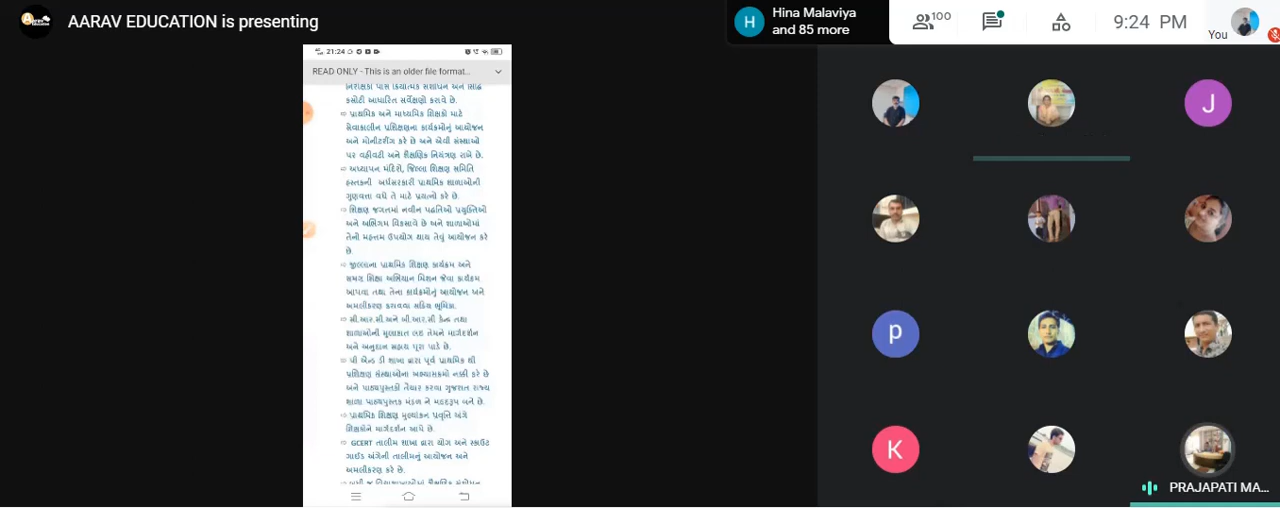 AARAV EDUCATION is presenting
Hina Malaviya
and 85 more
100
9:24 PM
You
21:24
READ ONLY - This is an older file format...
કસોટી આધારિત સર્વેક્ષણો કરાવે છે.
⇨ પ્રાથમિક અને માધ્યમિક શિક્ષકો માટે
સેવાકાલીન પ્રશિક્ષણના કાર્યક્રમોનું આયોજન
અને મોનીટરીંગ કરે છે અને એવી સંસ્થાઓ
પર વહીવટી અને શૈક્ષણિક નિયંત્રણ રાખે છે.
⇨ અધ્યાપન મંદિરો, જિલ્લા શિક્ષણ સમિતિ
હસ્તકની અર્ધસરકારી પ્રાથમિક શાળાઓની
ગુણવત્તા વધે તે માટે પ્રયત્નો કરે છે.
⇨ શિક્ષણ જગતમાં નવીન પદ્ધતિઓ પ્રયુક્તિઓ
અને અભિગમ વિકસાવે છે અને શાળાઓમાં
તેનો મહત્તમ ઉપયોગ થાય તેવું આયોજન કરે
છે.
⇨ જીલ્લાના પ્રાથમિક શિક્ષણ કાર્યક્રમ અને
સમગ્ર શિક્ષા અભિયાન મિશન જેવા કાર્યક્રમ
આપવા તથા તેના કાર્યક્રમોનું આયોજન અને
અમલીકરણ કરાવવા સક્રિય ભૂમિકા.
⇨ સી.આર.સી.અને બી.આર.સી કેન્દ્ર તથા
શાળાઓની મુલાકાત લઇ તેમને માર્ગદર્શન
અને અનુદાન સહાય પૂરા પાડે છે.
⇨ પી એન્ડ ડી શાખા દ્વારા પૂર્વ પ્રાથમિક થી
પ્રશિક્ષણ સંસ્થાઓના અભ્યાસક્રમો નક્કી કરે છે
અને પાઠ્યપુસ્તકો તૈયાર કરવા ગુજરાત રાજ્ય
શાળા પાઠ્યપુસ્તક મંડળ ને મદદરૂપ બને છે.
⇨ પ્રાથમિક શિક્ષણ મુલ્યાંકન પ્રવૃત્તિ અંગે
શિક્ષકોને માર્ગદર્શન આપે છે.
⇨ GCERT તાલીમ શાખા દ્વારા યોગ અને સ્કાઉટ
ગાઈડ અંગેની તાલીમનું આયોજન અને
અમલીકરણ કરે છે.
H
J
p
K
PRAJAPATI MA...